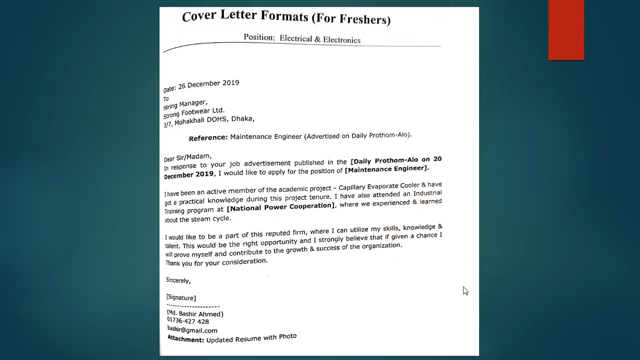 Cover Letter Formats (For Freshers)
Position: Electrical & Electronics
Date: 26 December 2019
To
Hiring Manager,
Strong Footwear Ltd.
3/7, Mohakhali DOHS, Dhaka,
Reference: Maintenance Engineer (Advertised on Daily Prothom-Alo).
Dear Sir/Madam,
In response to your job advertisement published in the [Daily Prothom-Alo on 20
December 2019, I would like to apply for the position of [Maintenance Engineer].
I have been an active member of the academic project – Capillary Evaporate Cooler & have
got a practical knowledge during this project tenure. I have also attended an Industrial
Training program at [National Power Cooperation], where we experienced & learned
about the steam cycle.
I would like to be a part of this reputed firm, where I can utilize my skills, knowledge &
talent. This would be the right opportunity and I strongly believe that if given a chance I
will prove myself and contribute to the growth & success of the organization.
Thank you for your consideration.
Sincerely,
[Signature]
--------------------
(Md. Bashir Ahmed)
01736-427 428
bashir@gmail.com
Attachment: Updated Resume with Photo